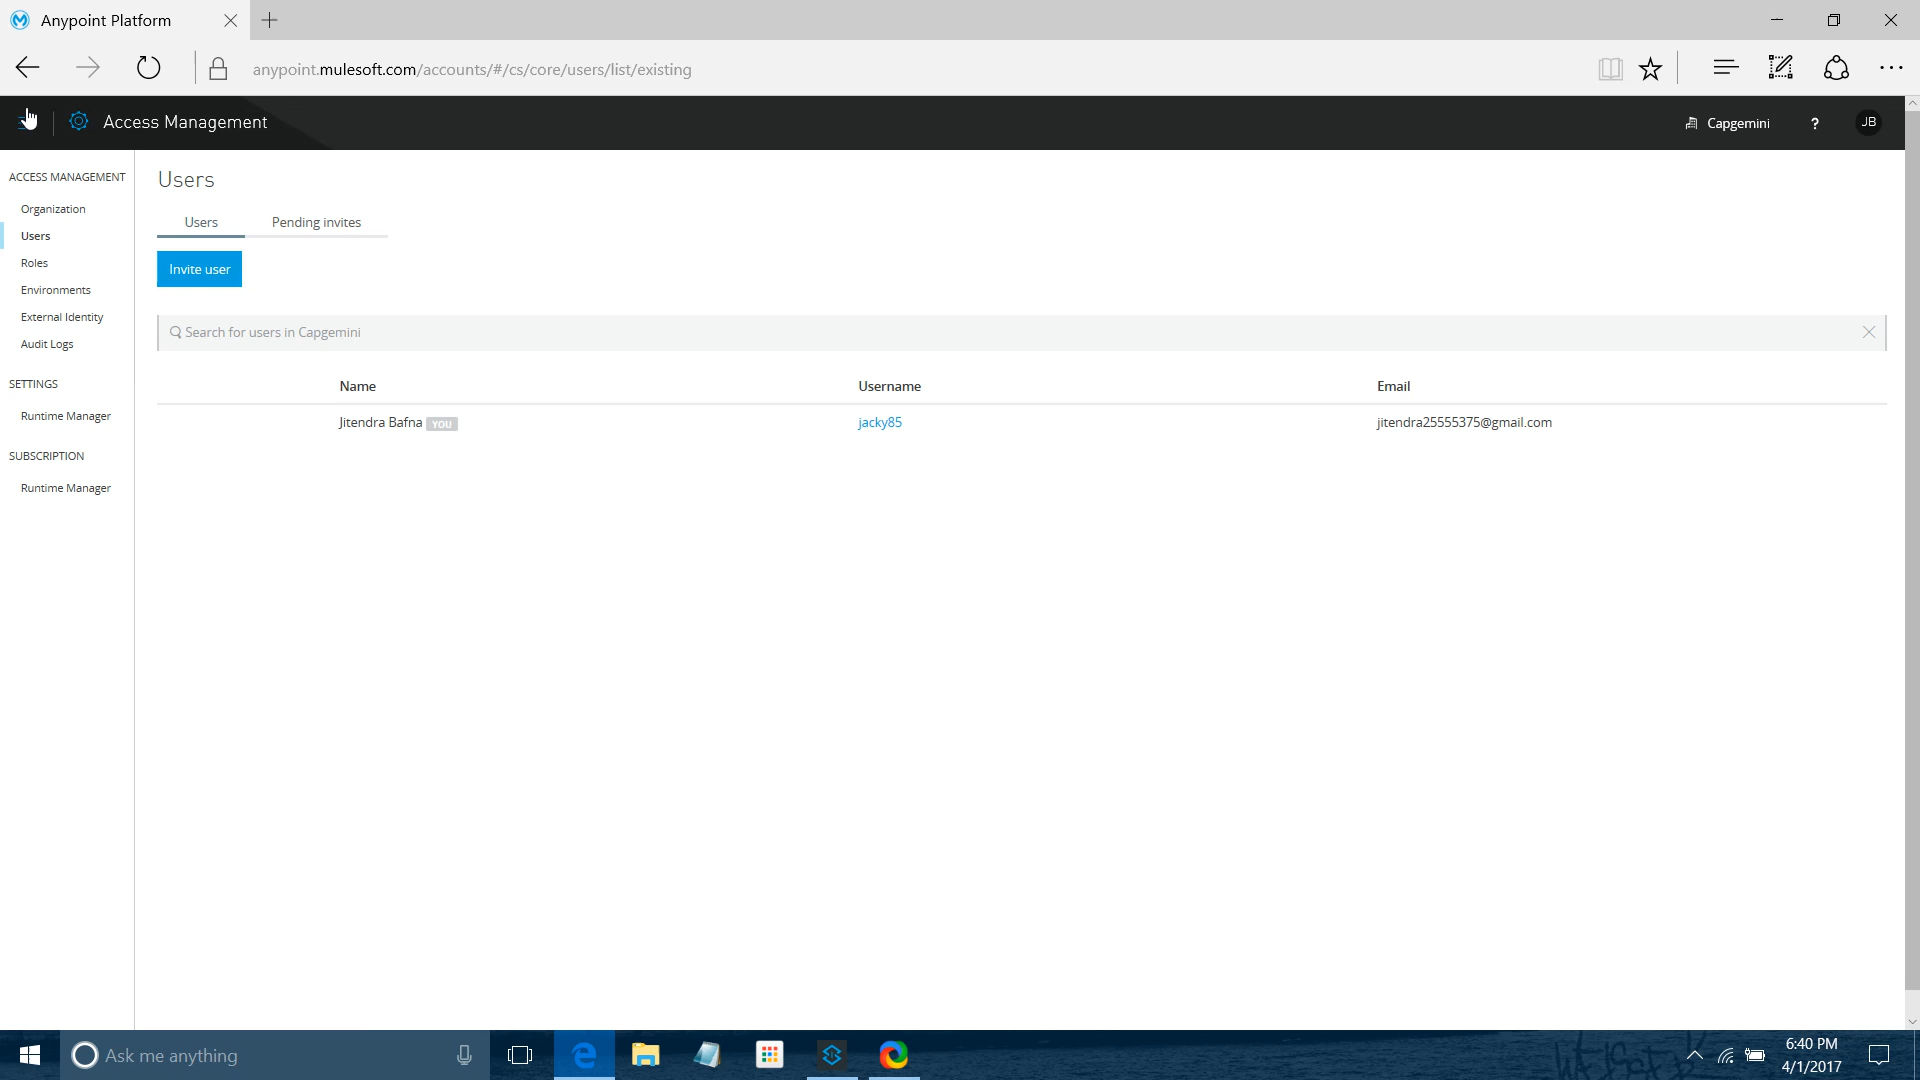 Anypoint Platform
anypoint.mulesoft.com/accounts/#/cs/core/users/list/existing
Access Management
Capgemini
?
JB
ACCESS MANAGEMENT
Organization
Users
Roles
Environments
External Identity
Audit Logs
SETTINGS
Runtime Manager
SUBSCRIPTION
Runtime Manager
Users
Users Pending invites
Invite user
Search for users in Capgemini
Name Username Email
Jitendra Bafna YOU jacky85 jitendra25555375@gmail.com
Ask me anything
6:40 PM
4/1/2017